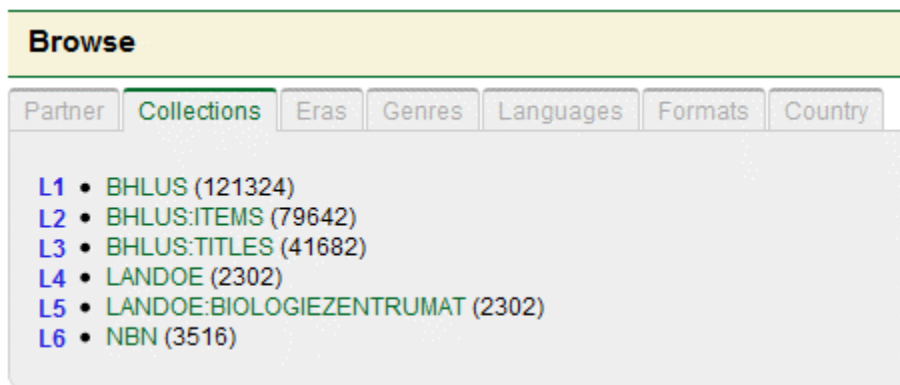 Browse
Partner Collections Eras Genres Languages Formats Country
L1 • BHLUS (121324)
L2 • BHLUS:ITEMS (79642)
L3 • BHLUS:TITLES (41682)
L4 • LANDOE (2302)
L5 • LANDOE:BIOLOGIEZENTRUMAT (2302)
L6 • NBN (3516)